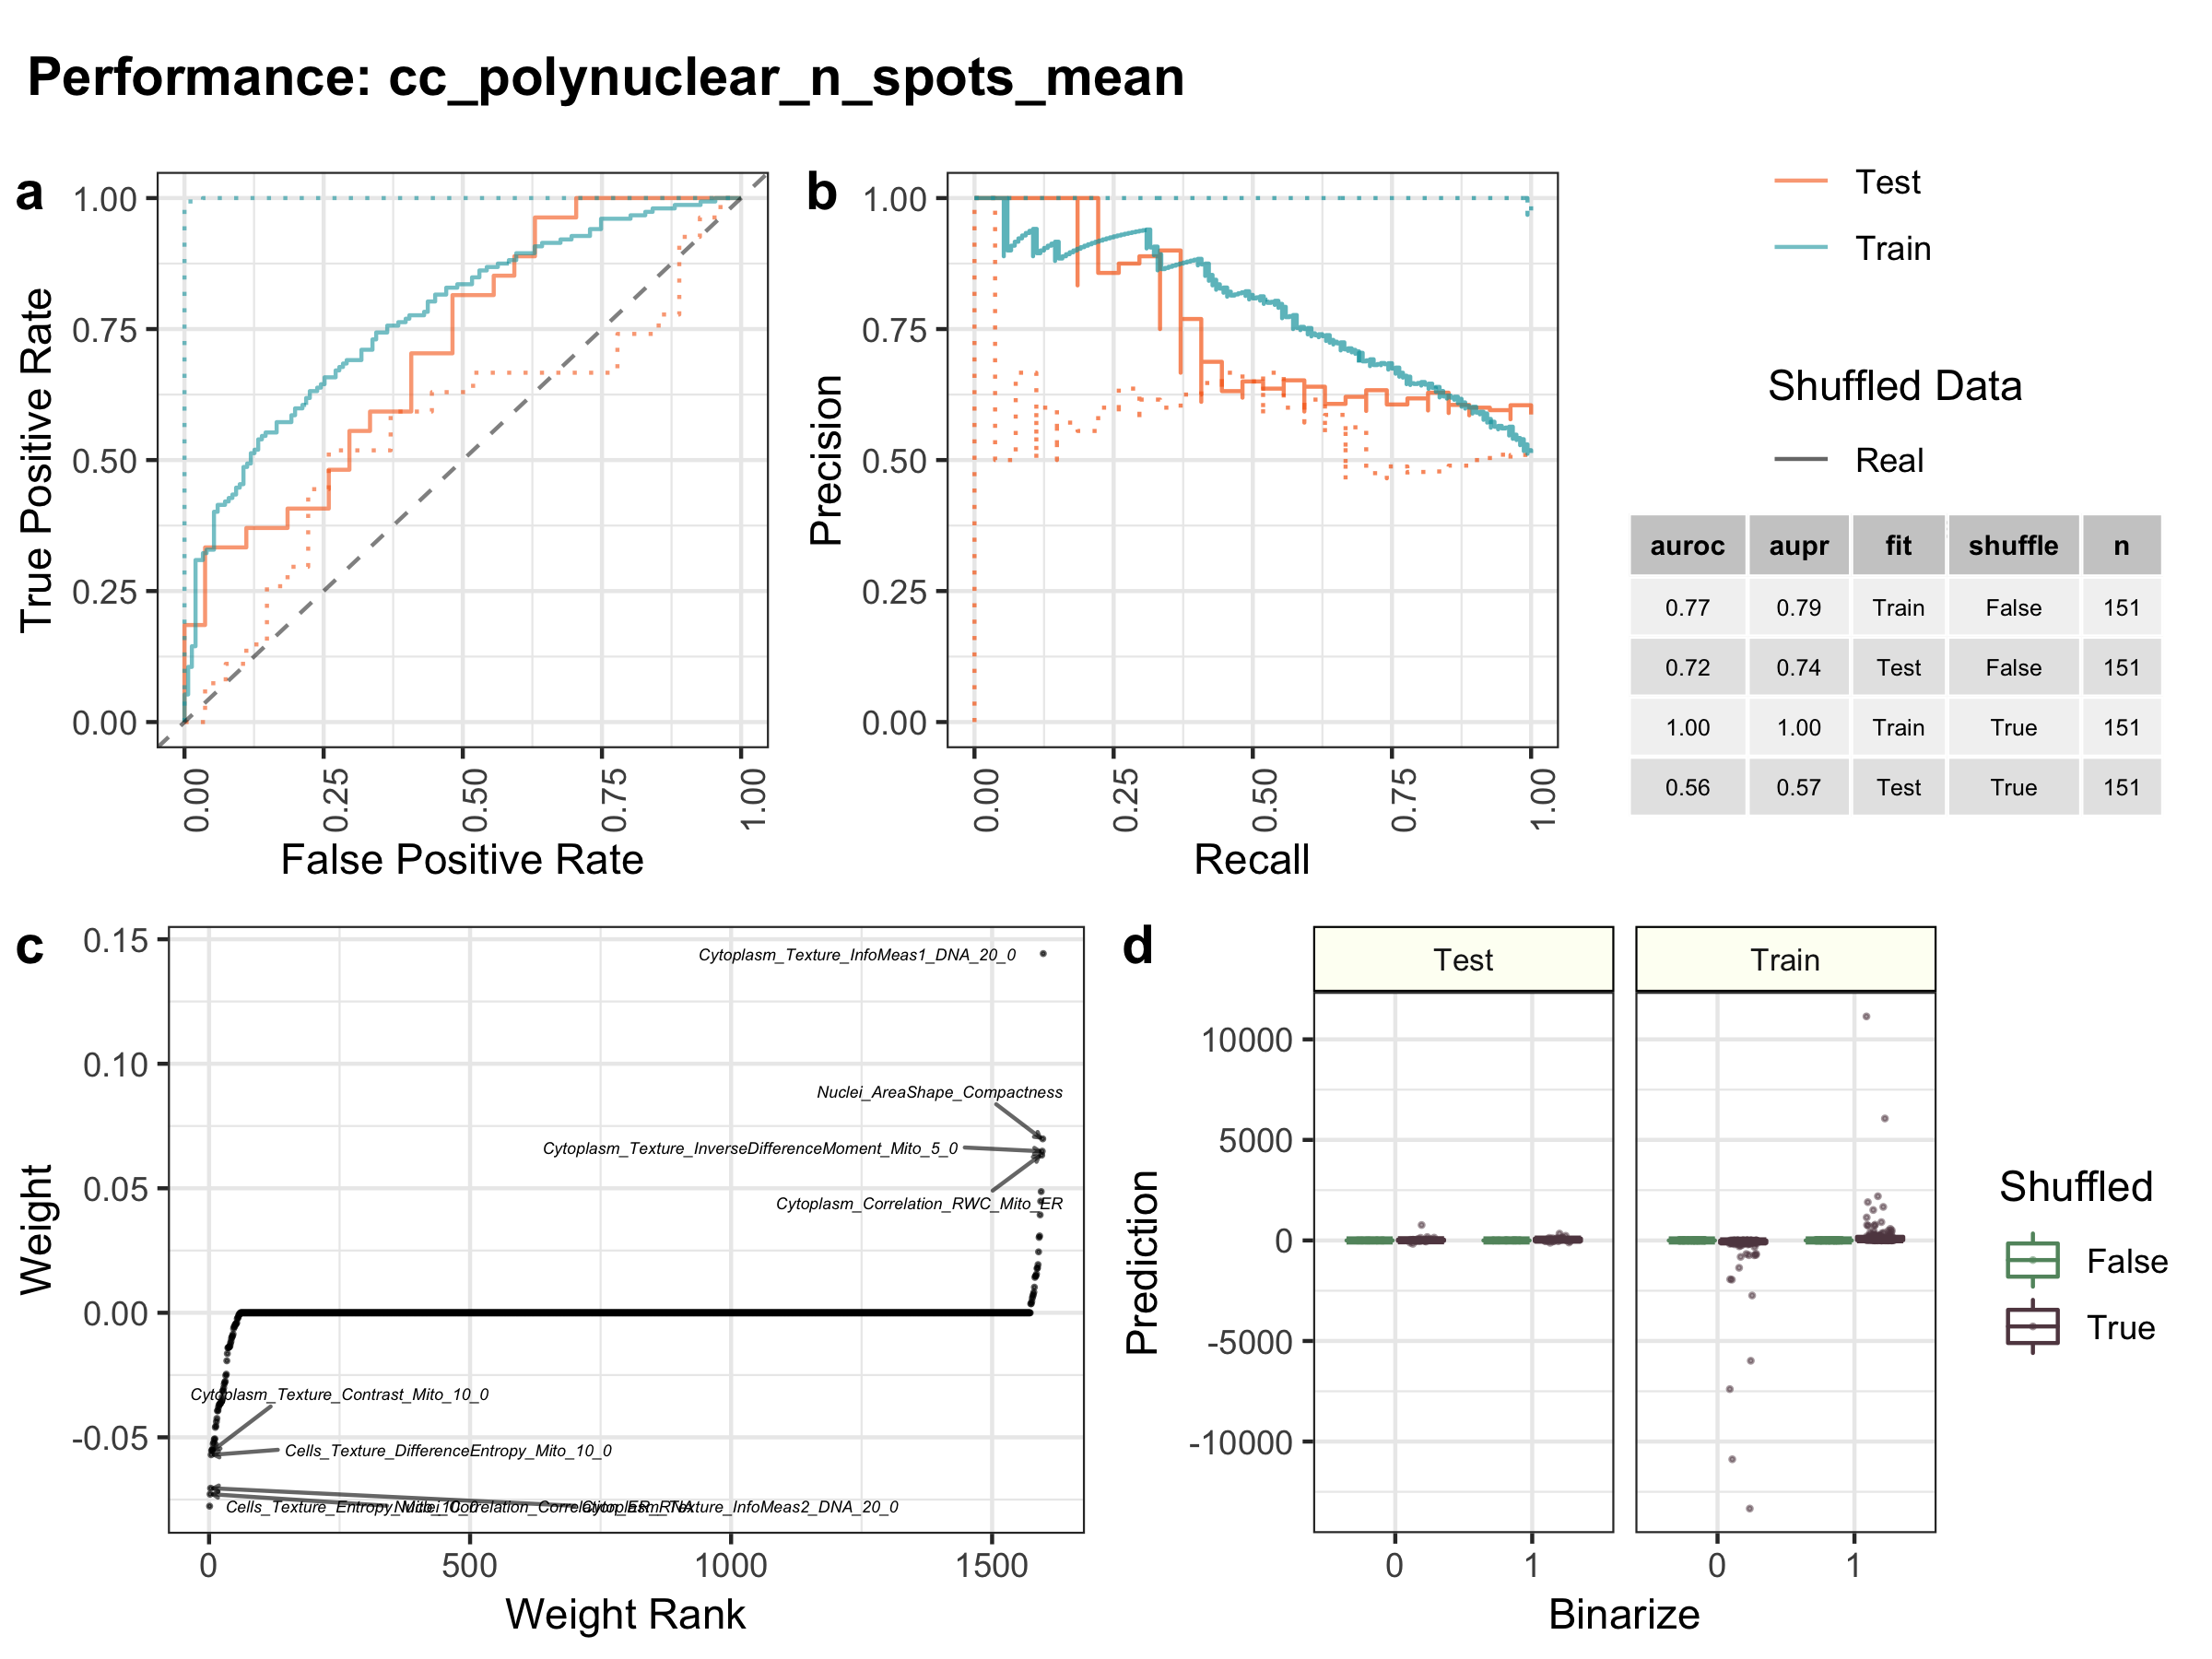 Performance: cc_polynuclear_n_spots_mean
a
1.00
0.75
0.50
0.25
0.00
True Positive Rate
0.00
0.25
0.50
0.75
1.00
False Positive Rate
b
1.00
0.75
0.50
0.25
0.00
Precision
0.00
0.25
0.50
0.75
1.00
Recall
Test
Train
Shuffled Data
Real
auroc aupr fit shuffle n
0.77 0.79 Train False 151
0.72 0.74 Test False 151
1.00 1.00 Train True 151
0.56 0.57 Test True 151
c
0.15
0.10
0.05
0.00
-0.05
Weight
Cytoplasm_Texture_InfoMeas1_DNA_20_0
Nuclei_AreaShape_Compactness
Cytoplasm_Texture_InverseDifferenceMoment_Mito_5_0
Cytoplasm_Correlation_RWC_Mito_ER
Cytoplasm_Texture_Contrast_Mito_10_0
Cells_Texture_DifferenceEntropy_Mito_10_0
Cells_Texture_Entropy_Mito_10_0
Nuclei_Correlation_Correlation_ER_RNA
Cytoplasm_Texture_InfoMeas2_DNA_20_0
0
500
1000
1500
Weight Rank
d
Test
Train
10000
5000
0
-5000
-10000
Prediction
0
1
0
1
Binarize
Shuffled
False
True